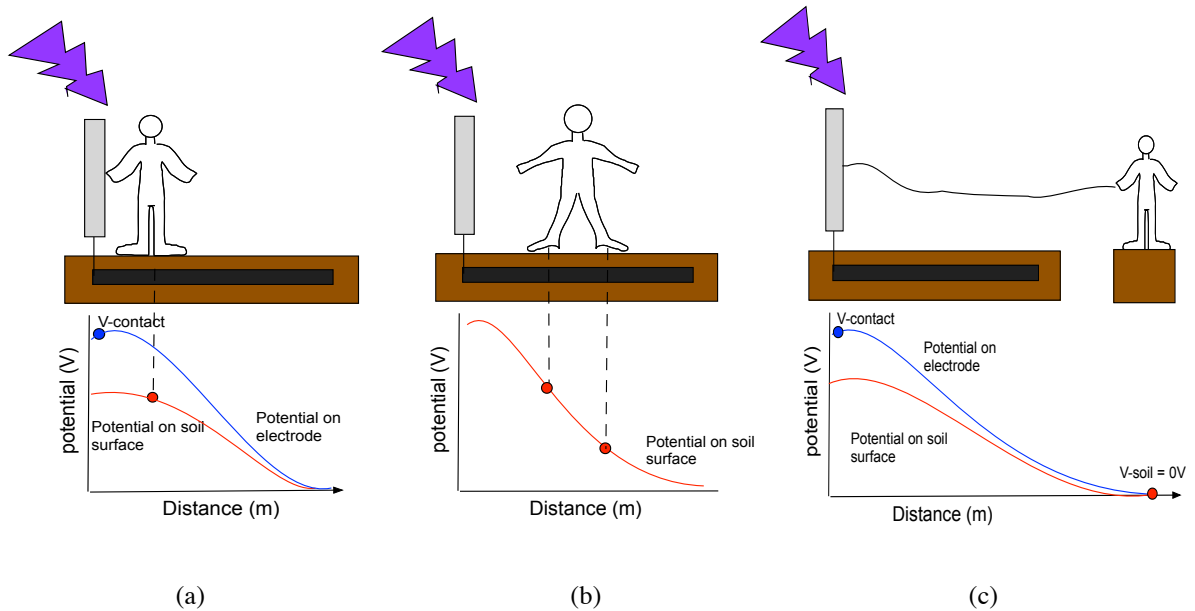 V-contact
potential (V)
Potential on soil
surface
Potential on
electrode
Distance (m)
potential (V)
Potential on soil
surface
Distance (m)
V-contact
Potential on
electrode
potential (V)
Potential on soil
surface
V-soil = 0V
Distance (m)
(a)
(b)
(c)